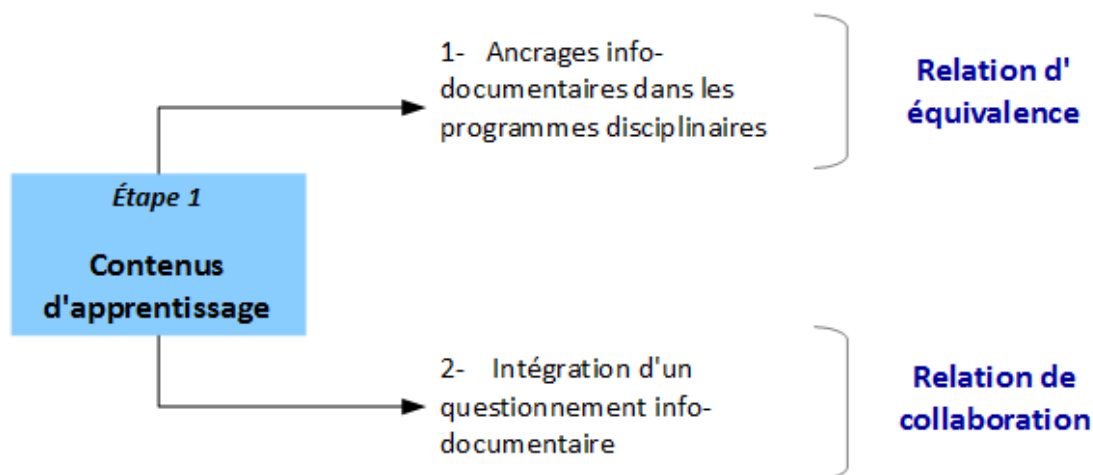 1- Ancrages info-
documentaires dans les
programmes disciplinaires
Relation d'
équivalence
Étape 1
Contenus
d'apprentissage
2- Intégration d'un
questionnement info-
documentaire
Relation de
collaboration